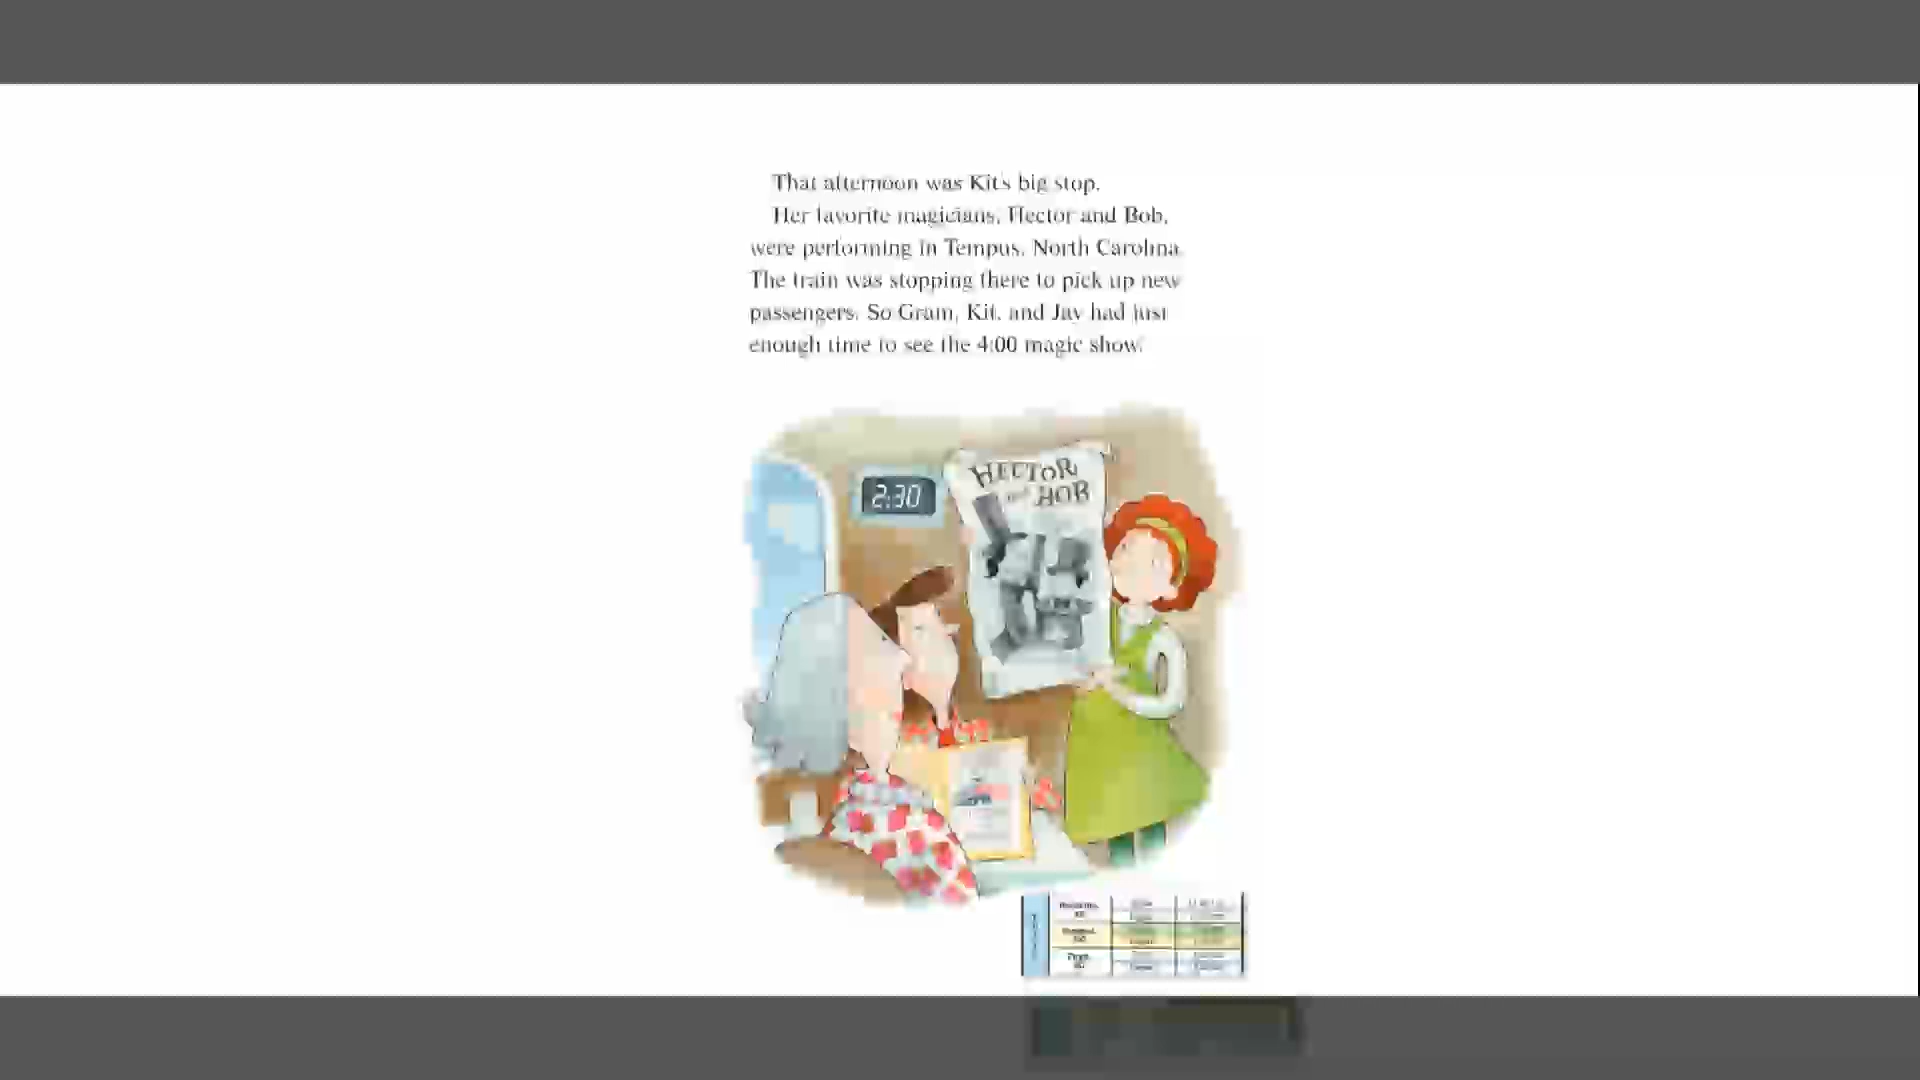 That afternoon was Kit's big stop.
Her favorite magicians, Hector and Bob,
were performing in Tempus, North Carolina.
The train was stopping there to pick up new
passengers. So Gram, Kit, and Jay had just
enough time to see the 4:00 magic show.
HECTOR
and BOB
2:30